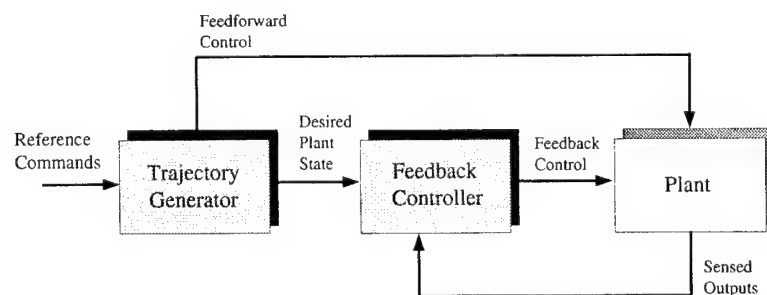 Feedforward
Control
Reference
Commands
Trajectory
Generator
Desired
Plant
State
Feedback
Controller
Feedback
Control
Plant
Sensed
Outputs